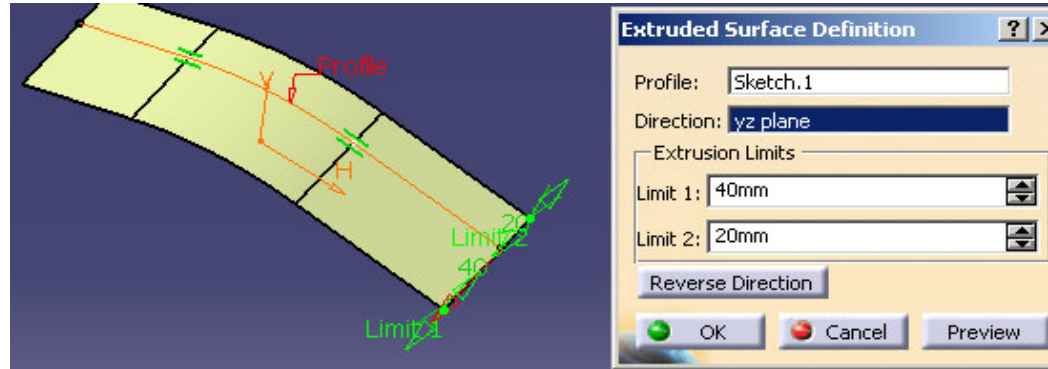 Profile
V
H
20
Limit 2
40
Limit 1
Extruded Surface Definition ? X
Profile: Sketch.1
Direction: yz plane
Extrusion Limits
Limit 1: 40mm
Limit 2: 20mm
Reverse Direction
OK Cancel Preview